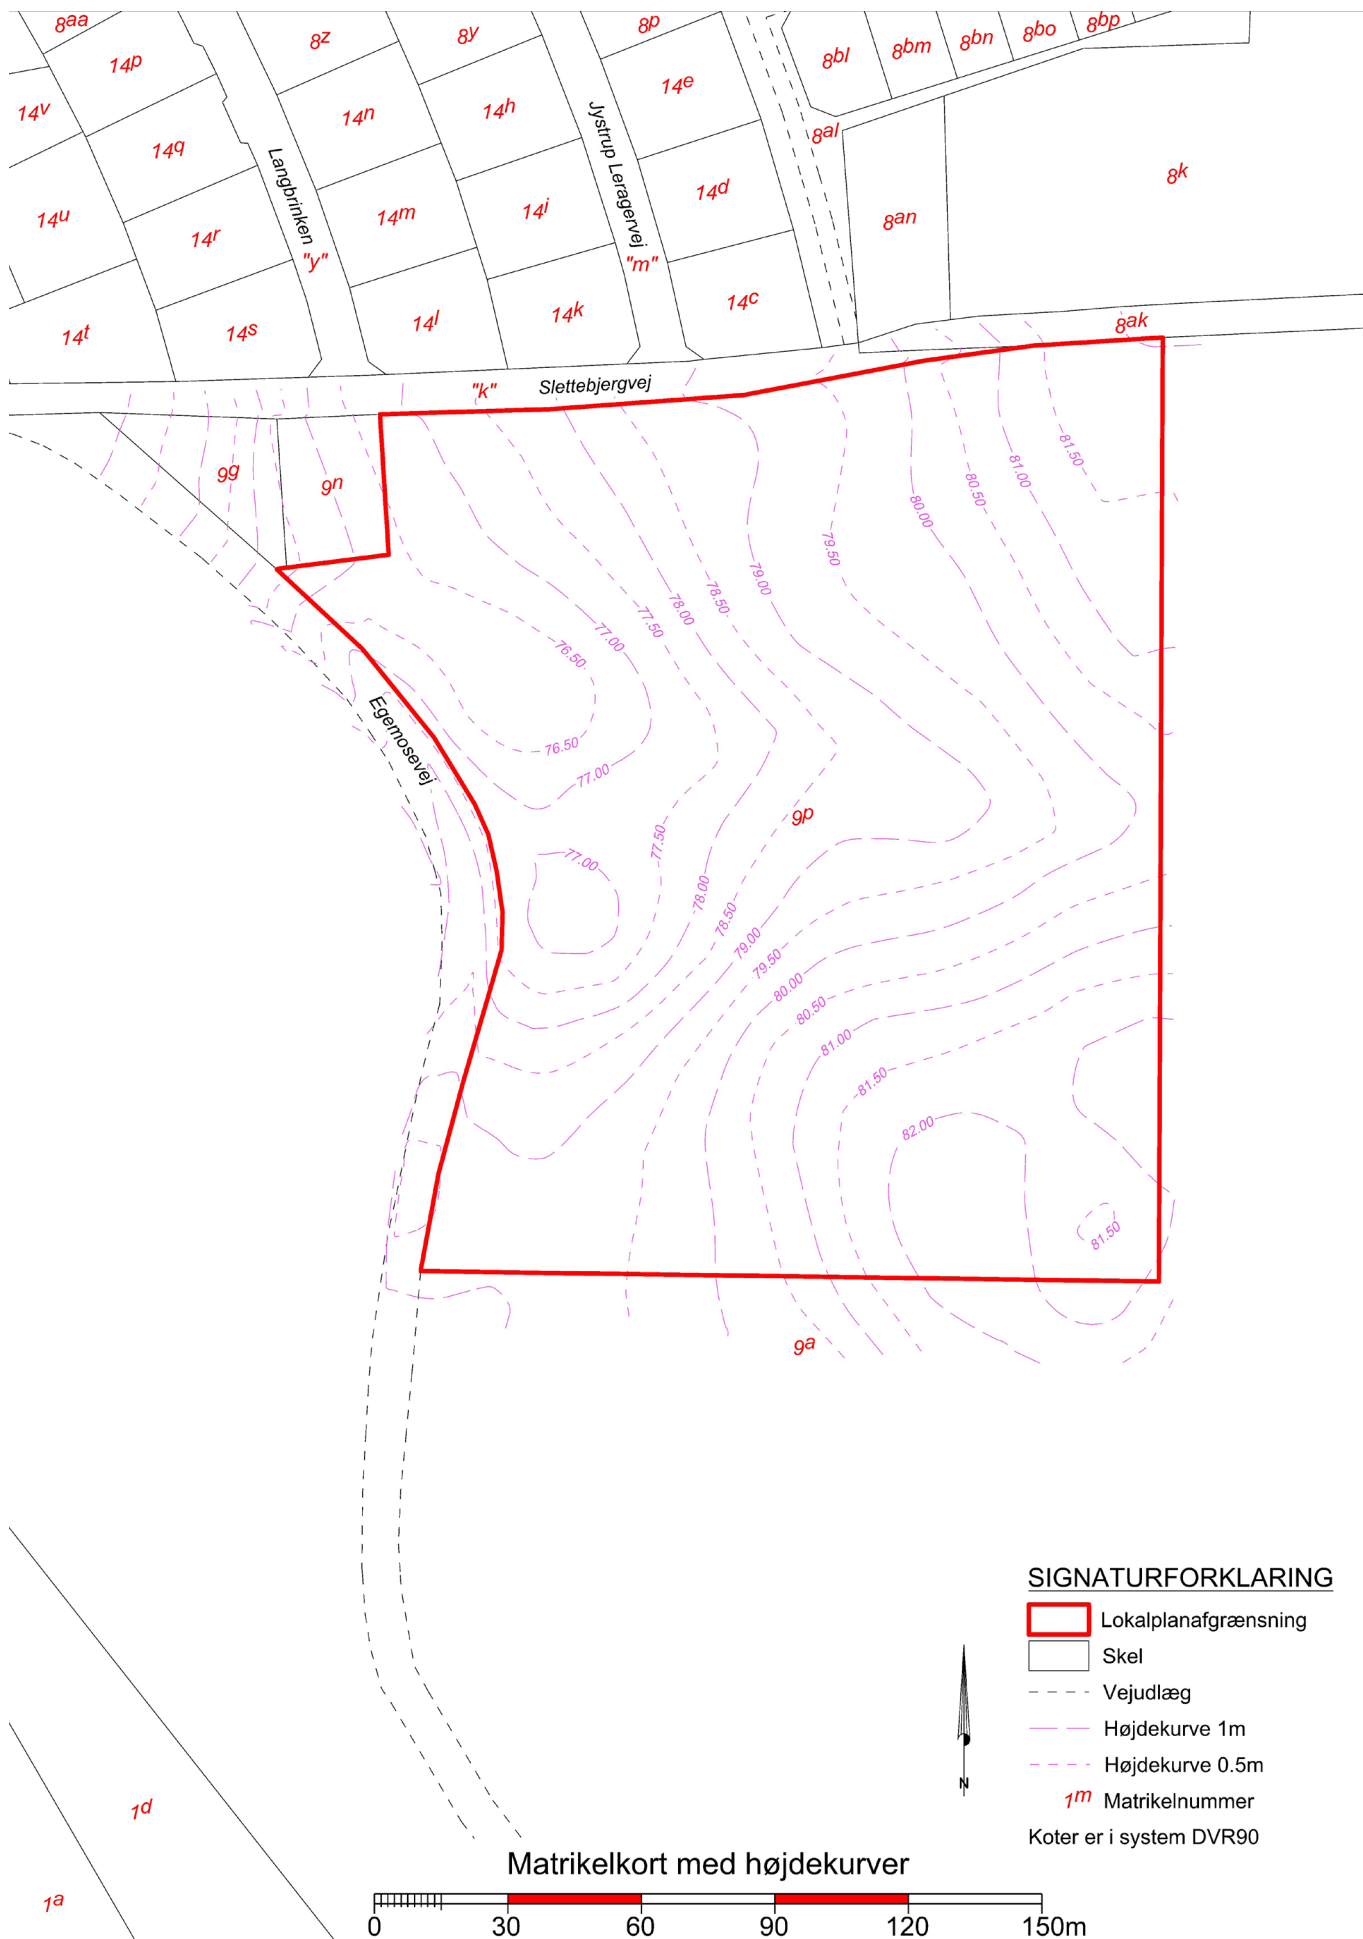 8aa
8z
8y
8p
8bl
8bm
8bn
8bo
8bp
14p
14v
14n
14h
14e
14q
8al
8k
14u
14r
14m
14i
14d
8an
Langbrinken
Jystrup Leragervej
"y"
"m"
14t
14s
14l
14k
14c
8ak
"k"
Slettebjergvej
9g
9n
81.50
81.00
80.50
80.00
79.50
79.00
78.50
78.00
77.50
77.00
76.50
76.50
77.00
Egemosevej
9p
77.50
77.00
78.00
78.50
79.00
79.50
80.00
80.50
81.00
81.50
82.00
81.50
9a
SIGNATURFORKLARING
Lokalplanafgrænsning
Skel
Vejudlæg
Højdekurve 1m
Højdekurve 0.5m
1m Matrikelnummer
Koter er i system DVR90
N
1d
1a
Matrikelkort med højdekurver
0 30 60 90 120 150m